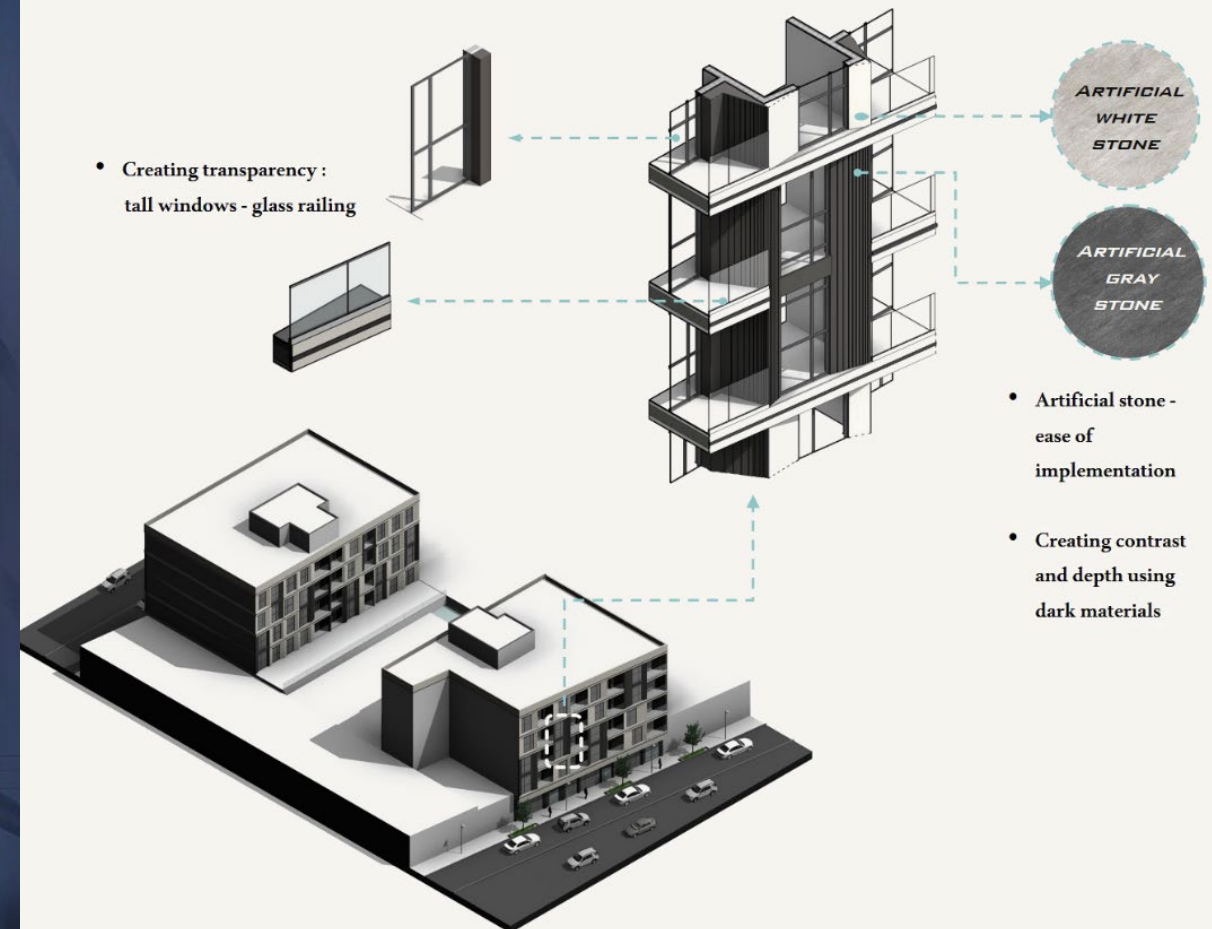 • Creating transparency :
tall windows - glass railing
ARTIFICIAL
WHITE
STONE
ARTIFICIAL
GRAY
STONE
• Artificial stone -
ease of
implementation
• Creating contrast
and depth using
dark materials